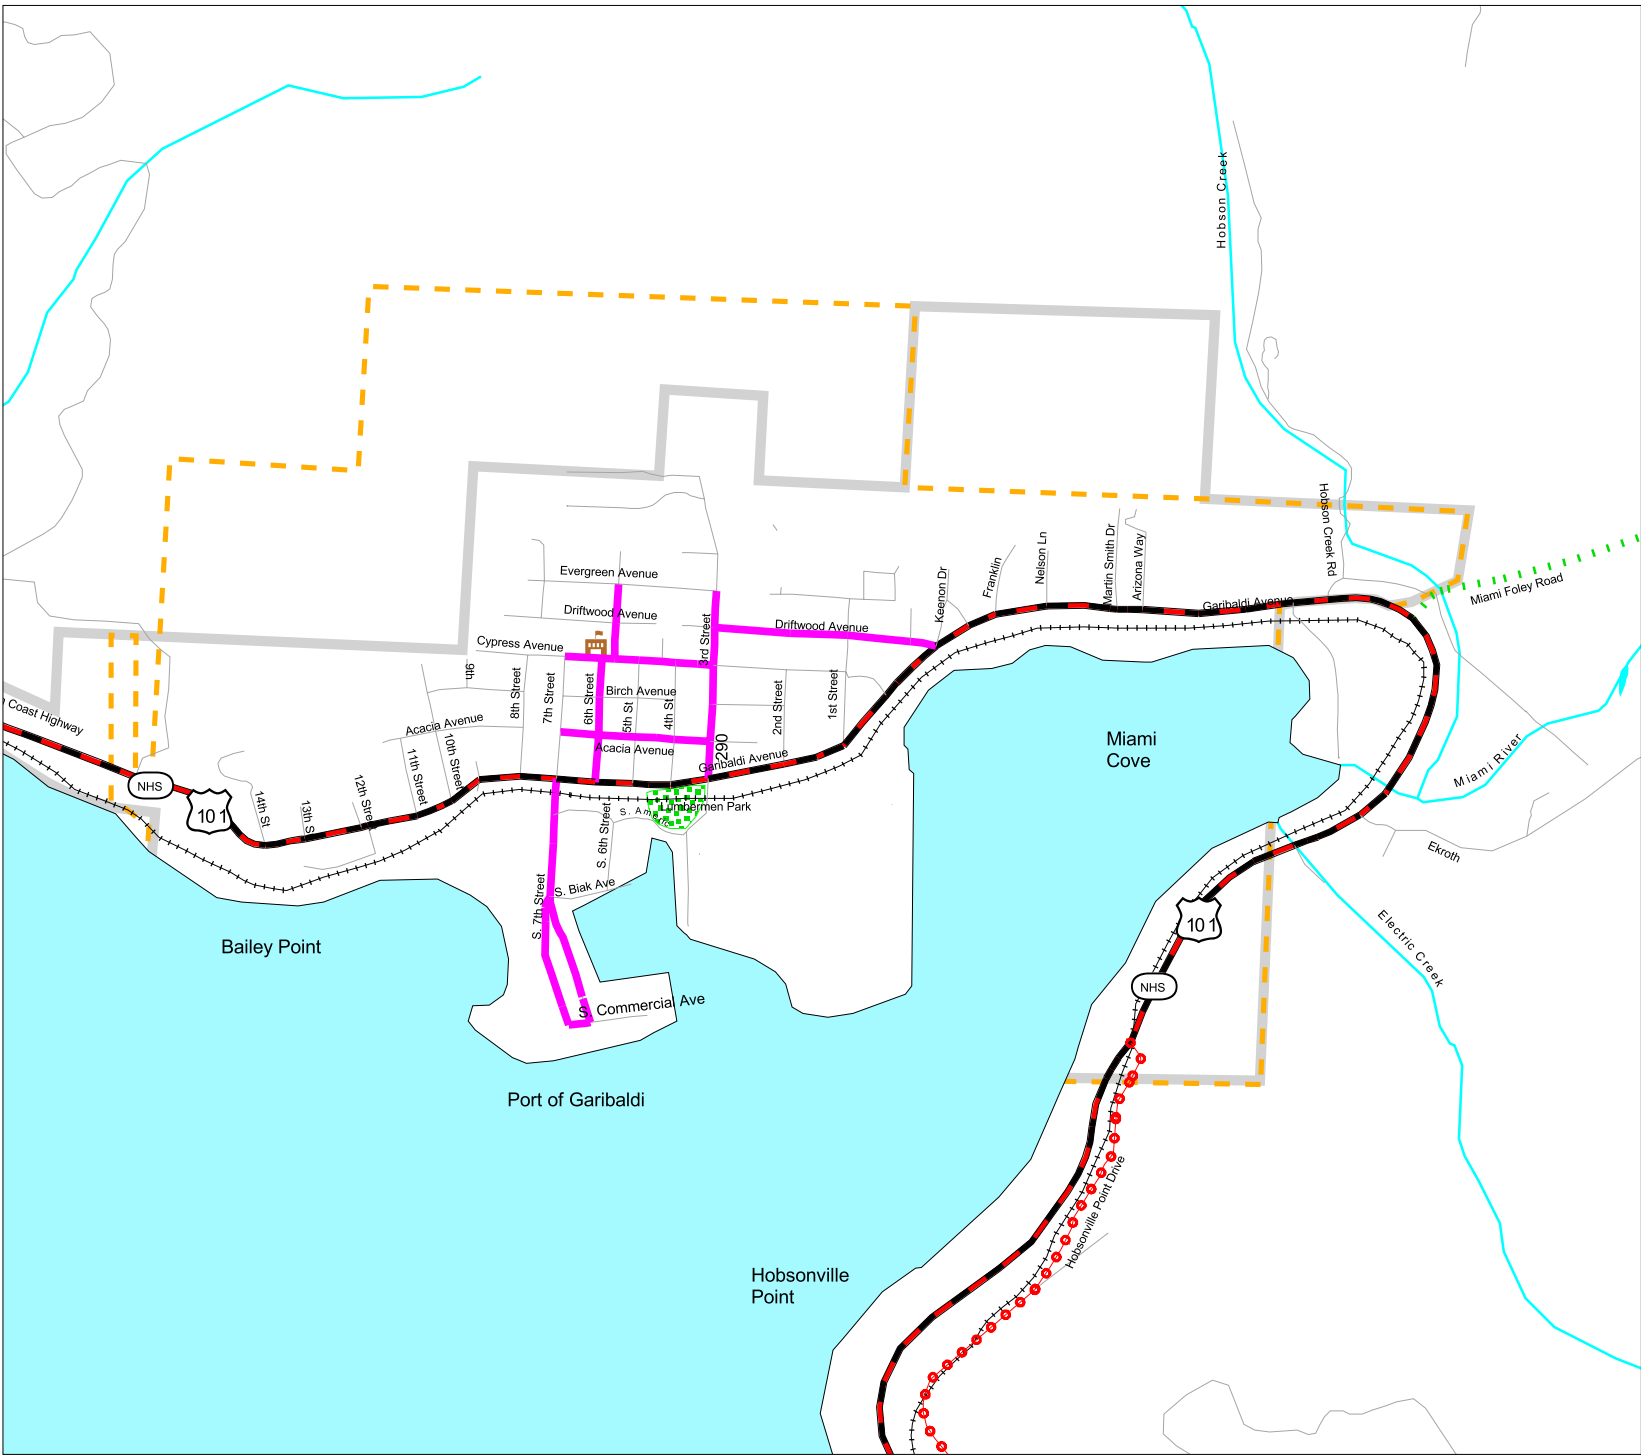 Hobson Creek
Hobson Creek Rd
Miami Foley Road
Evergreen Avenue
Driftwood Avenue
Cypress Avenue
3rd Street
Driftwood Avenue
Keenon Dr
Franklin
Nelson Ln
Martin Smith Dr
Arizona Way
Garibaldi Avenue
9th
8th Street
7th Street
6th Street
Birch Avenue
5th St
4th St
2nd Street
1st Street
Coast Highway
Acacia Avenue
11th Street
10th Street
Acacia Avenue
290
Garibaldi Avenue
Miami
Cove
Miami River
NHS
101
14th St
13th S
12th Street
Lumbermen Park
S. 6th Street
S. Biak Ave
S. 7th Street
Ekroth
Electric Creek
101
NHS
Bailey Point
S. Commercial Ave
Port of Garibaldi
Hobsonville Point Drive
Hobsonville
Point